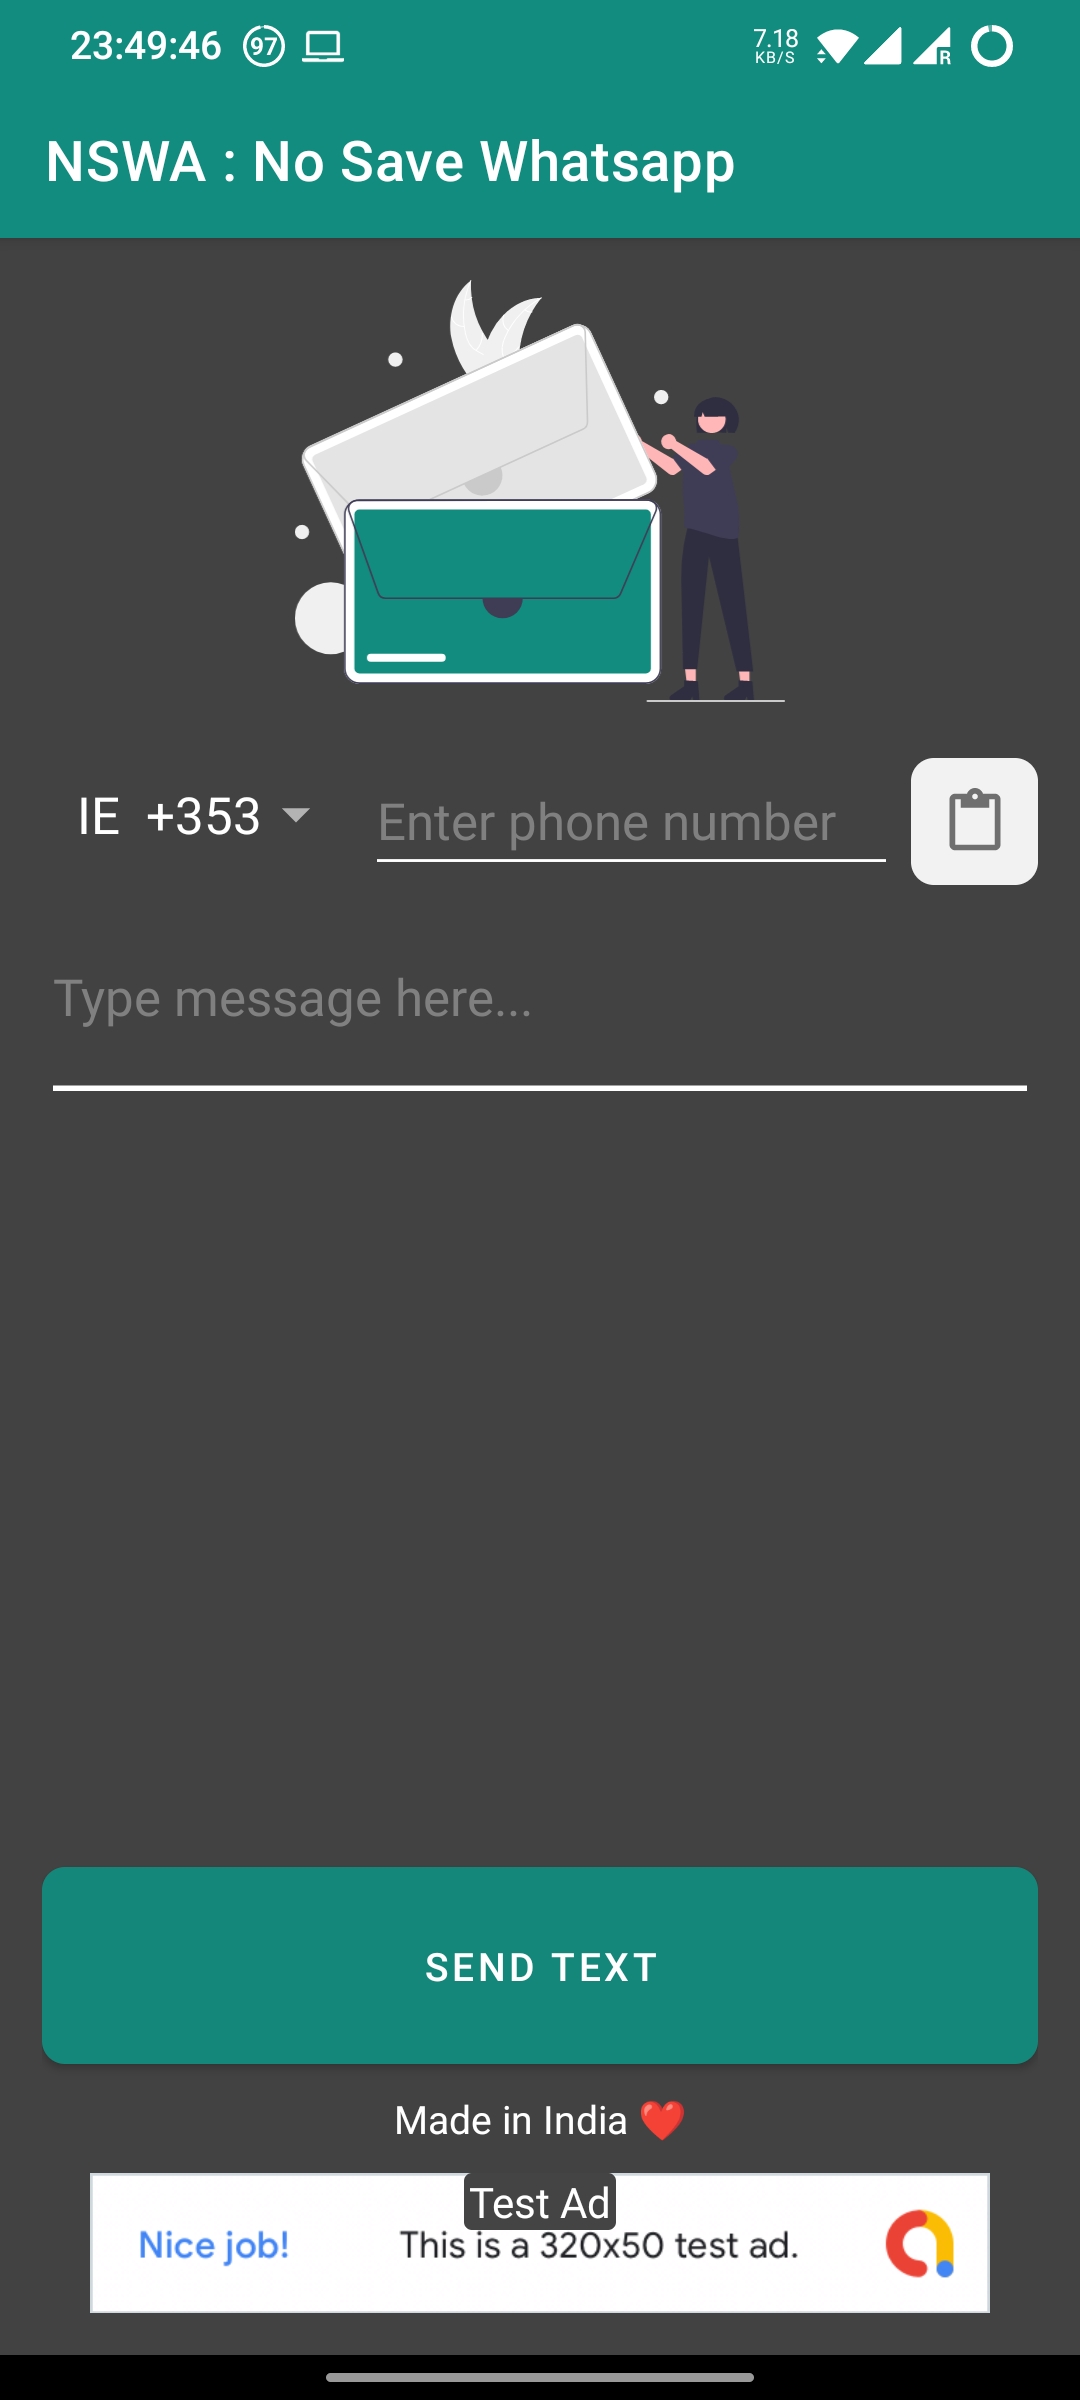 23:49:46 97 7.18 KB/S R
NSWA : No Save Whatsapp
IE +353 Enter phone number
Type message here...
SEND TEXT
Made in India ❤️
Test Ad
Nice job! This is a 320x50 test ad.